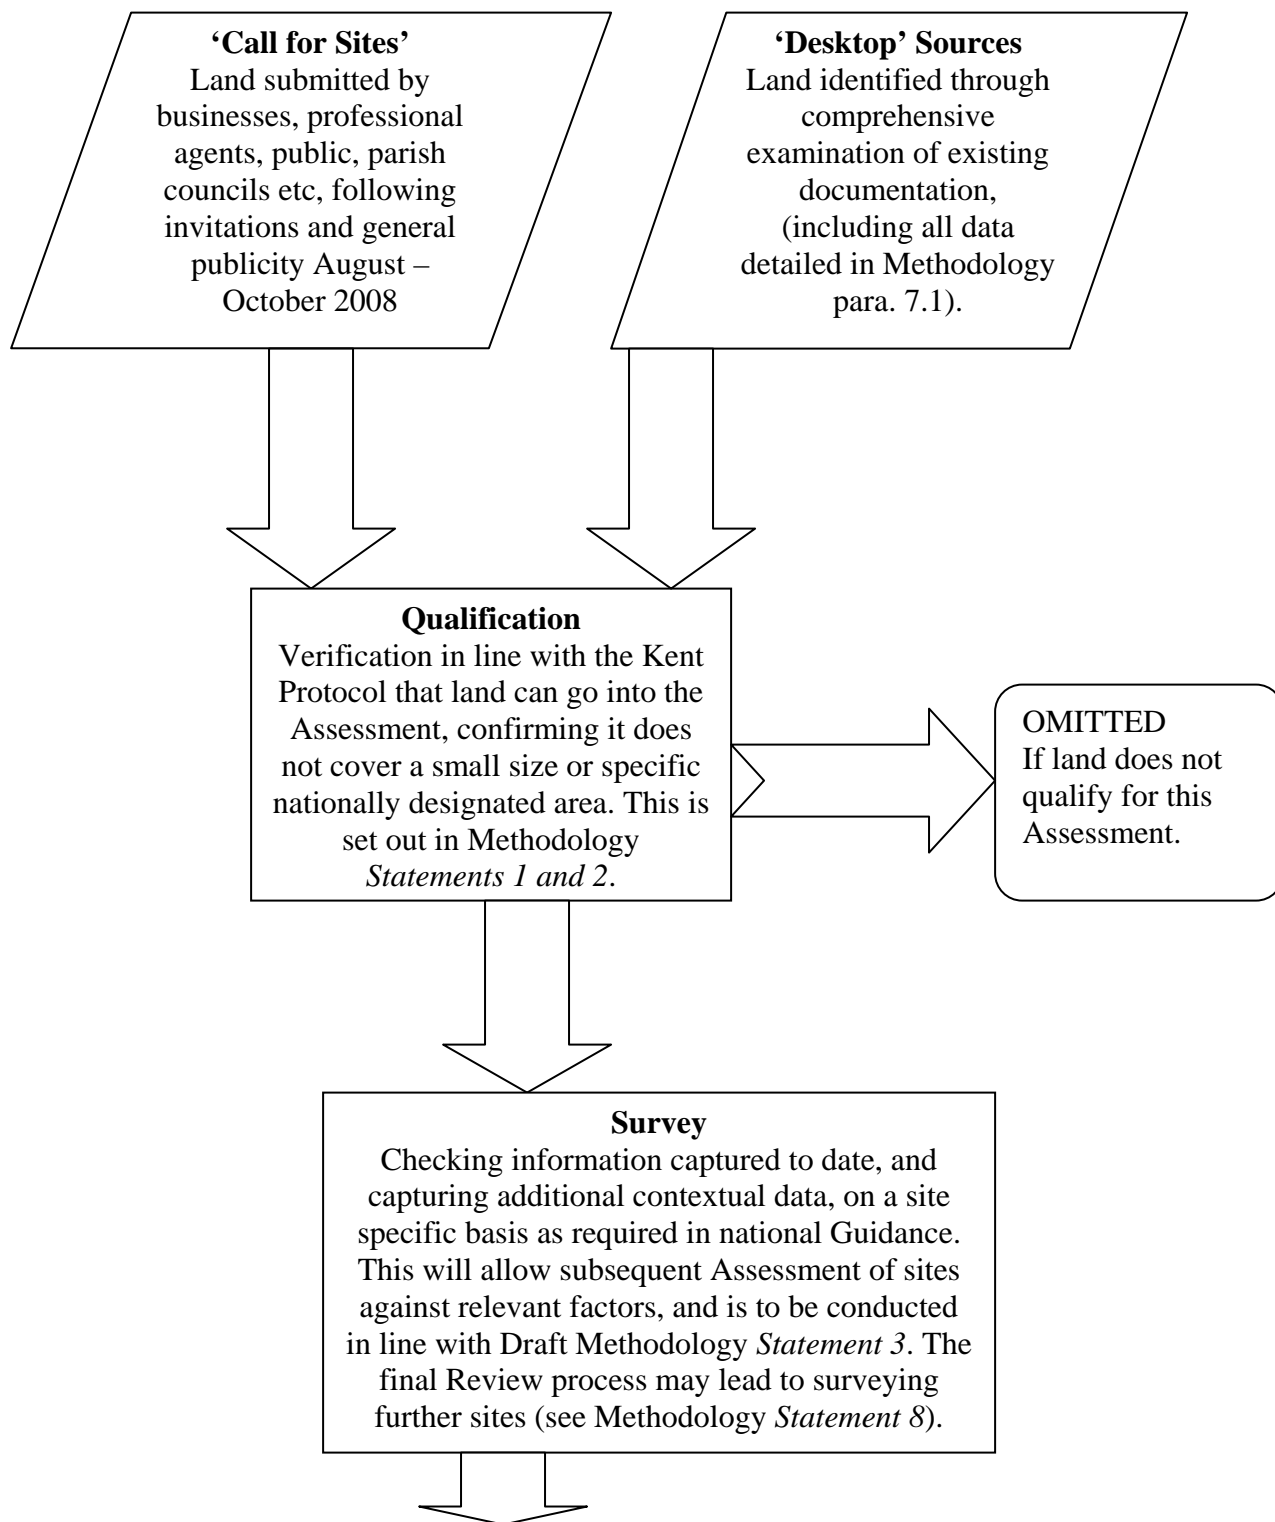 ‘Call for Sites’
Land submitted by
businesses, professional
agents, public, parish
councils etc, following
invitations and general
publicity August –
October 2008
‘Desktop’ Sources
Land identified through
comprehensive
examination of existing
documentation,
(including all data
detailed in Methodology
para. 7.1).
Qualification
Verification in line with the Kent
Protocol that land can go into the
Assessment, confirming it does
not cover a small size or specific
nationally designated area. This is
set out in Methodology
Statements 1 and 2.
OMITTED
If land does not
qualify for this
Assessment.
Survey
Checking information captured to date, and
capturing additional contextual data, on a site
specific basis as required in national Guidance.
This will allow subsequent Assessment of sites
against relevant factors, and is to be conducted
in line with Draft Methodology Statement 3. The
final Review process may lead to surveying
further sites (see Methodology Statement 8).